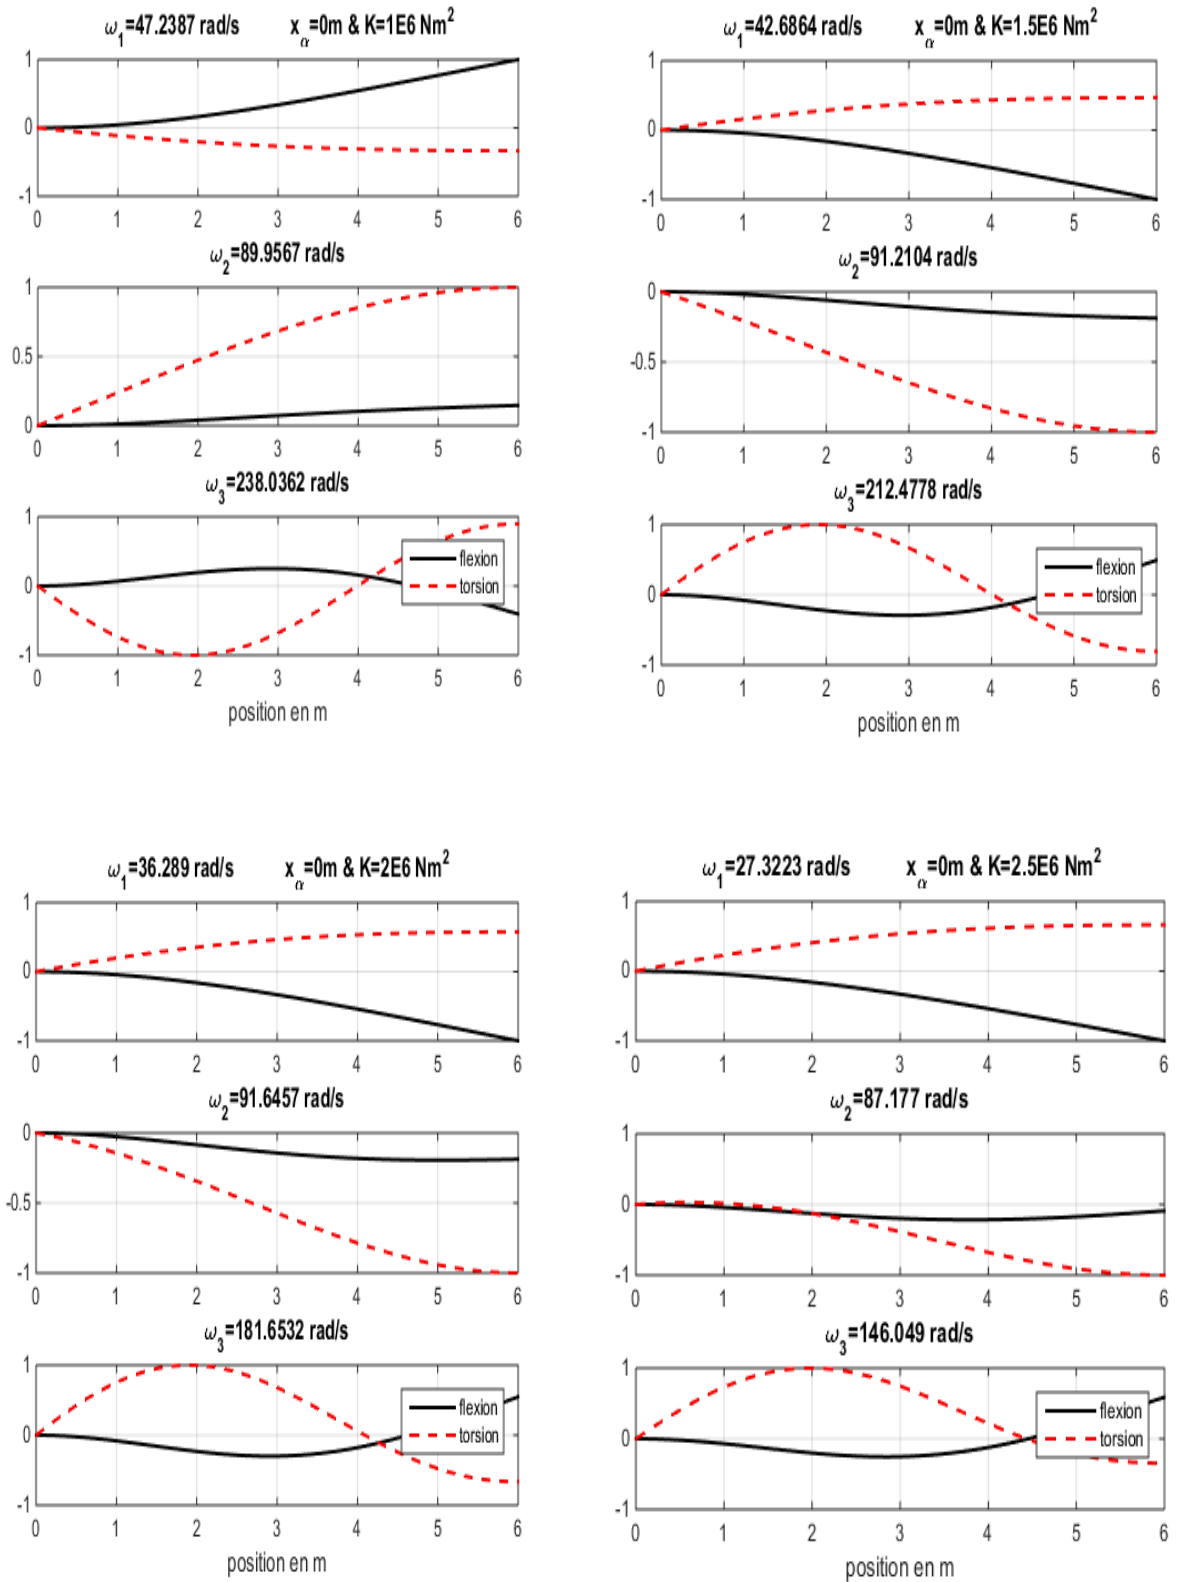 ω1=47.2387 rad/s xα=0m & K=1E6 Nm2
1
0
-1
0 1 2 3 4 5 6
ω2=89.9567 rad/s
1
0.5
0
0 1 2 3 4 5 6
ω3=238.0362 rad/s
1
0
-1
flexion
torsion
0 1 2 3 4 5 6
position en m
ω1=42.6864 rad/s xα=0m & K=1.5E6 Nm2
1
0
-1
0 1 2 3 4 5 6
ω2=91.2104 rad/s
0
-0.5
-1
0 1 2 3 4 5 6
ω3=212.4778 rad/s
1
0
-1
flexion
torsion
0 1 2 3 4 5 6
position en m
ω1=36.289 rad/s xα=0m & K=2E6 Nm2
1
0
-1
0 1 2 3 4 5 6
ω2=91.6457 rad/s
0
-0.5
-1
0 1 2 3 4 5 6
ω3=181.6532 rad/s
1
0
-1
flexion
torsion
0 1 2 3 4 5 6
position en m
ω1=27.3223 rad/s xα=0m & K=2.5E6 Nm2
1
0
-1
0 1 2 3 4 5 6
ω2=87.177 rad/s
1
0
-1
0 1 2 3 4 5 6
ω3=146.049 rad/s
1
0
-1
flexion
torsion
0 1 2 3 4 5 6
position en m